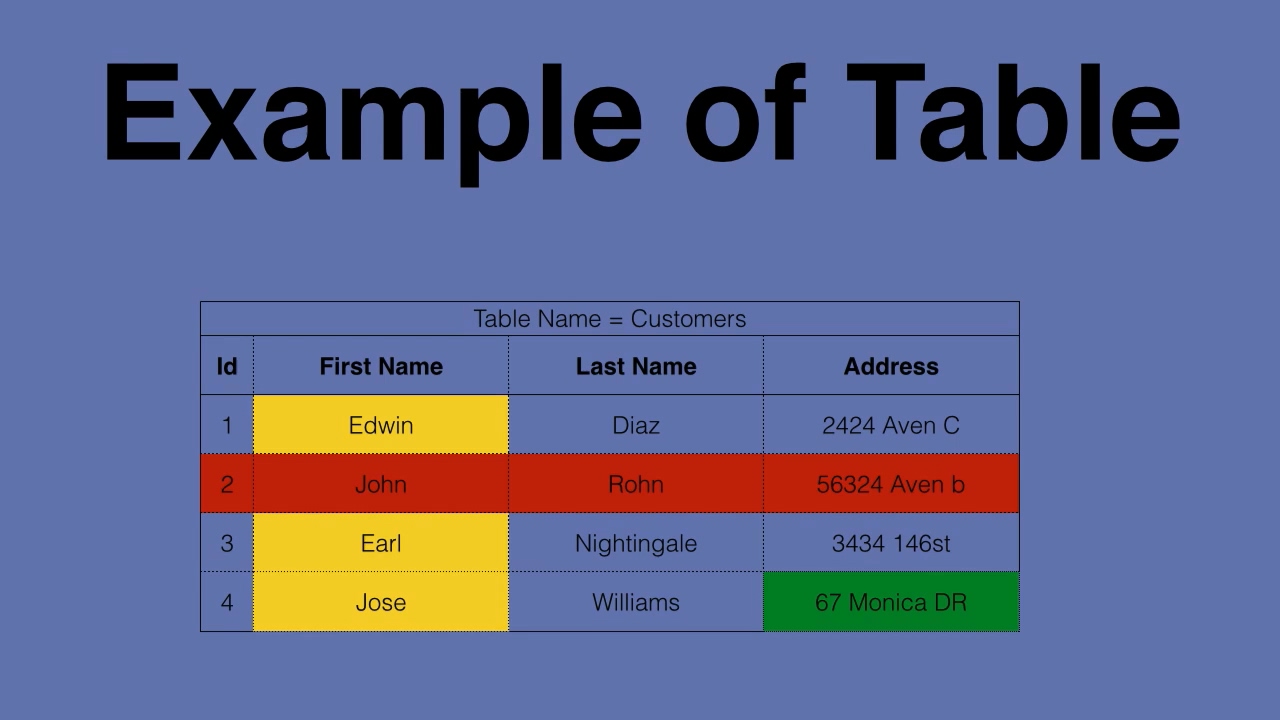 Example of Table
Table Name = Customers
Id First Name Last Name Address
1 Edwin Diaz 2424 Aven C
2 John Rohn 56324 Aven b
3 Earl Nightingale 3434 146st
4 Jose Williams 67 Monica DR